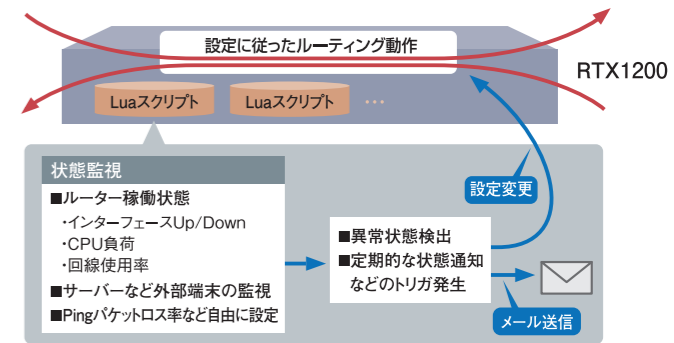 設定に従ったルーティング動作
RTX1200
Luaスクリプト
Luaスクリプト
…
状態監視
■ルーター稼働状態
・インターフェースUp/Down
・CPU負荷
・回線使用率
■サーバーなど外部端末の監視
■Pingパケットロス率など自由に設定
■異常状態検出
■定期的な状態通知
などのトリガ発生
設定変更
メール送信